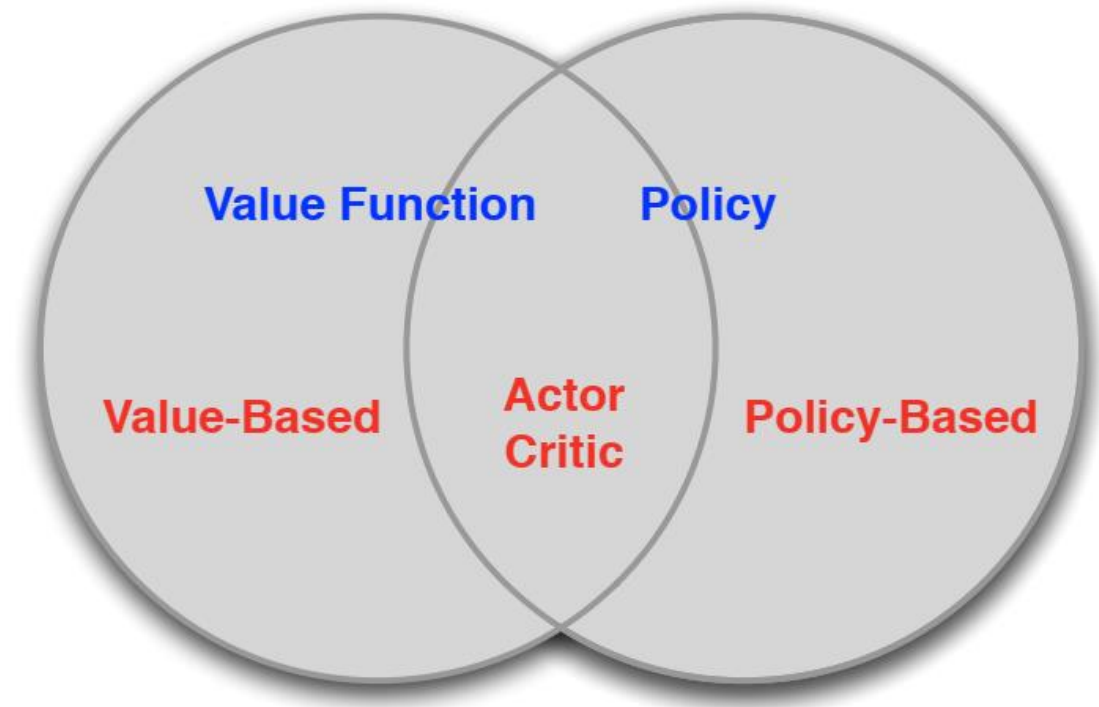 Value Function
Policy
Value-Based
Actor
Critic
Policy-Based